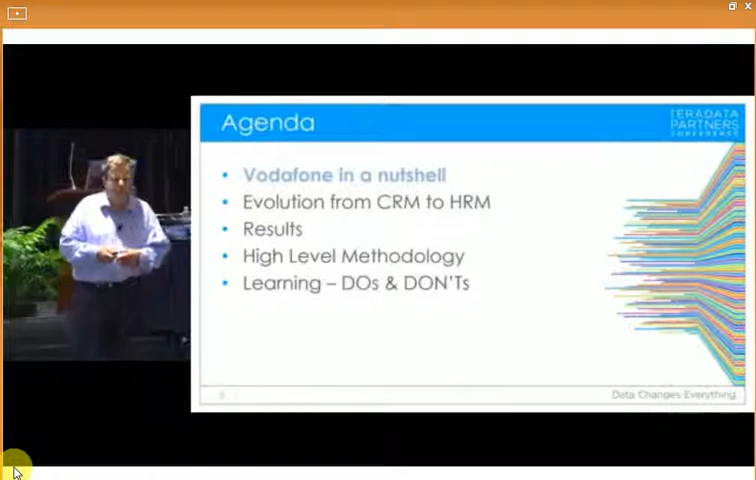 Agenda
TERADATA
PARTNERS
CONFERENCE
• Vodafone in a nutshell
• Evolution from CRM to HRM
• Results
• High Level Methodology
• Learning – DOs & DON'Ts
Data Changes Everything